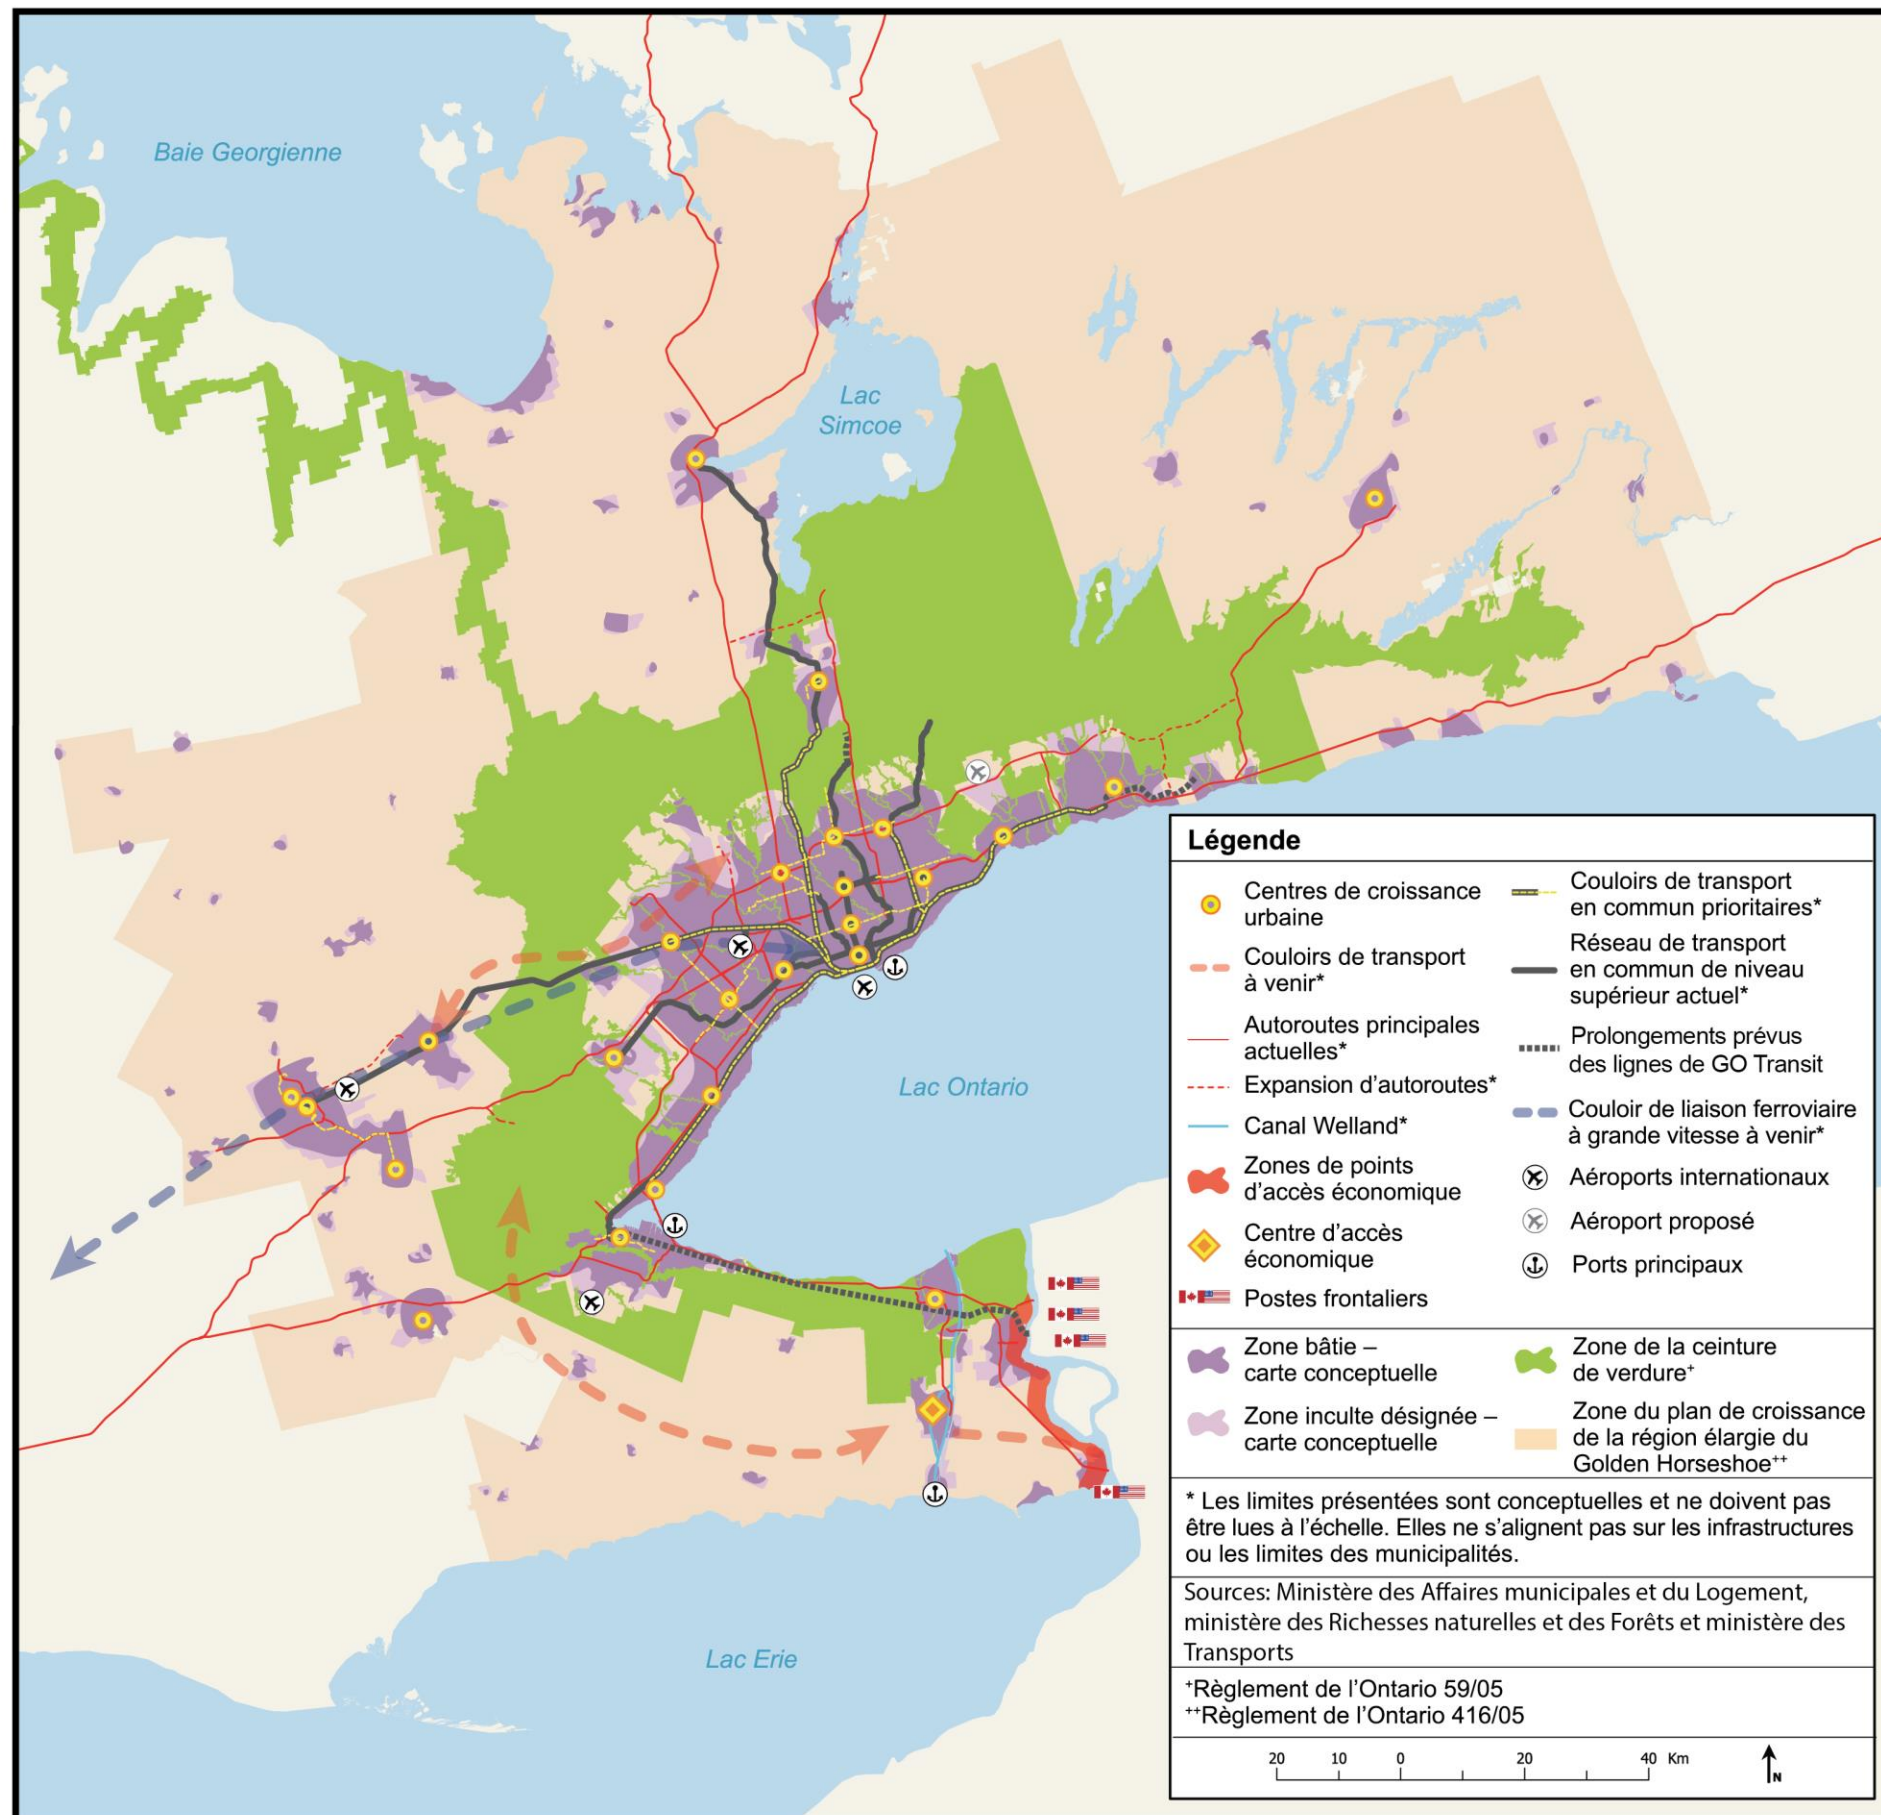 Baie Georgienne
Lac
Simcoe
Lac Ontario
Lac Erie
Légende
Centres de croissance
urbaine
Couloirs de transport
à venir*
Autoroutes principales
actuelles*
Expansion d'autoroutes*
Canal Welland*
Zones de points
d'accès économique
Centre d'accès
économique
Postes frontaliers
Couloirs de transport
en commun prioritaires*
Réseau de transport
en commun de niveau
supérieur actuel*
Prolongements prévus
des lignes de GO Transit
Couloir de liaison ferroviaire
à grande vitesse à venir*
Aéroports internationaux
Aéroport proposé
Ports principaux
Zone bâtie –
carte conceptuelle
Zone inculte désignée –
carte conceptuelle
Zone de la ceinture
de verdure+
Zone du plan de croissance
de la région élargie du
Golden Horseshoe++
* Les limites présentées sont conceptuelles et ne doivent pas
être lues à l'échelle. Elles ne s'alignent pas sur les infrastructures
ou les limites des municipalités.
Sources: Ministère des Affaires municipales et du Logement,
ministère des Richesses naturelles et des Forêts et ministère des
Transports
+Règlement de l'Ontario 59/05
++Règlement de l'Ontario 416/05
20 10 0 20 40 Km
N